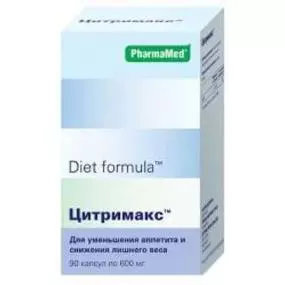 PharmaMed®
Diet formula™
Цитримакс™
Для уменьшения аппетита и
снижения лишнего веса
90 капсул по 600 мг